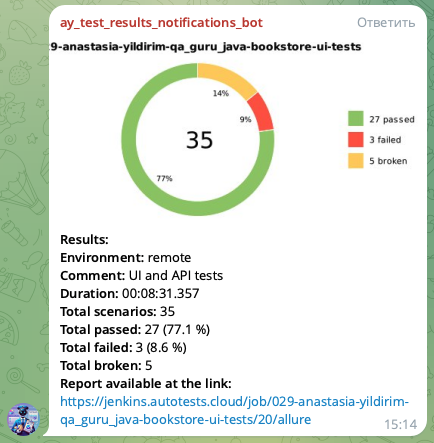 ay_test_results_notifications_bot
Ответить
9-anastasia-yildirim-qa_guru_java-bookstore-ui-tests
14%
9%
35
77%
27 passed
3 failed
5 broken
Results:
Environment: remote
Comment: UI and API tests
Duration: 00:08:31.357
Total scenarios: 35
Total passed: 27 (77.1 %)
Total failed: 3 (8.6 %)
Total broken: 5
Report available at the link:
https://jenkins.autotests.cloud/job/029-anastasia-yildirim-
qa_guru_java-bookstore-ui-tests/20/allure
15:14